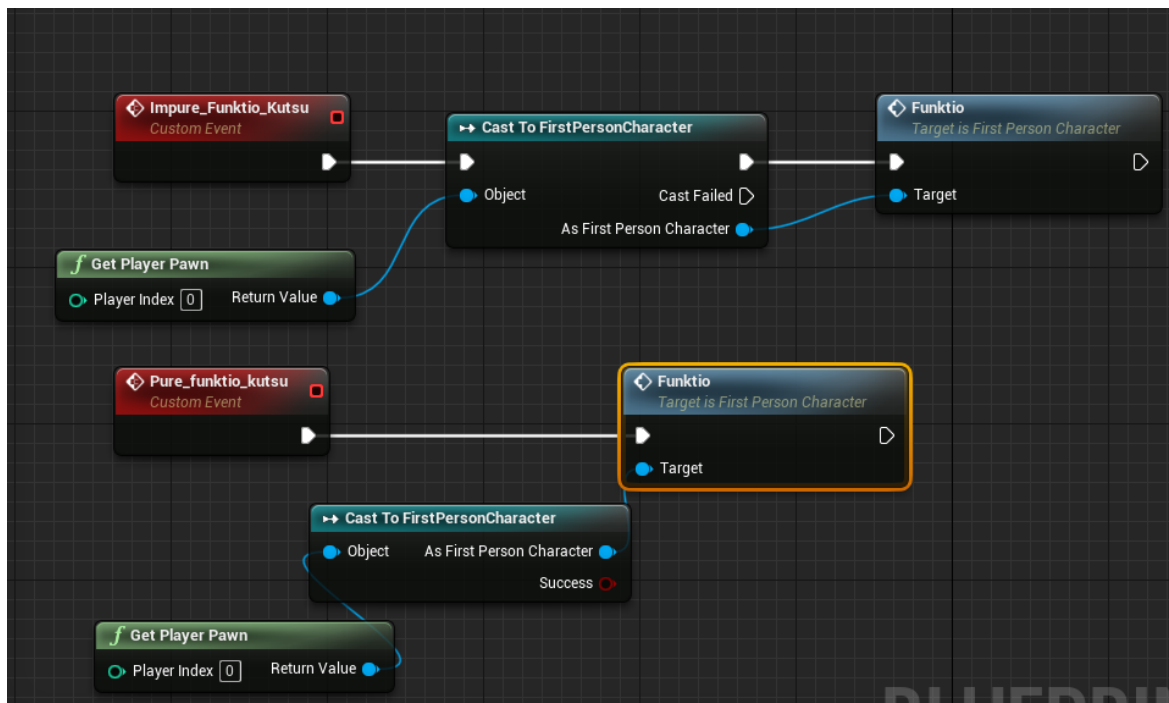 Impure_Funktio_Kutsu
Custom Event
Cast To FirstPersonCharacter
Object
Cast Failed
As First Person Character
Funktio
Target is First Person Character
Target
Get Player Pawn
Player Index 0 Return Value
Pure_funktio_kutsu
Custom Event
Funktio
Target is First Person Character
Target
Cast To FirstPersonCharacter
Object As First Person Character
Success
Get Player Pawn
Player Index 0 Return Value